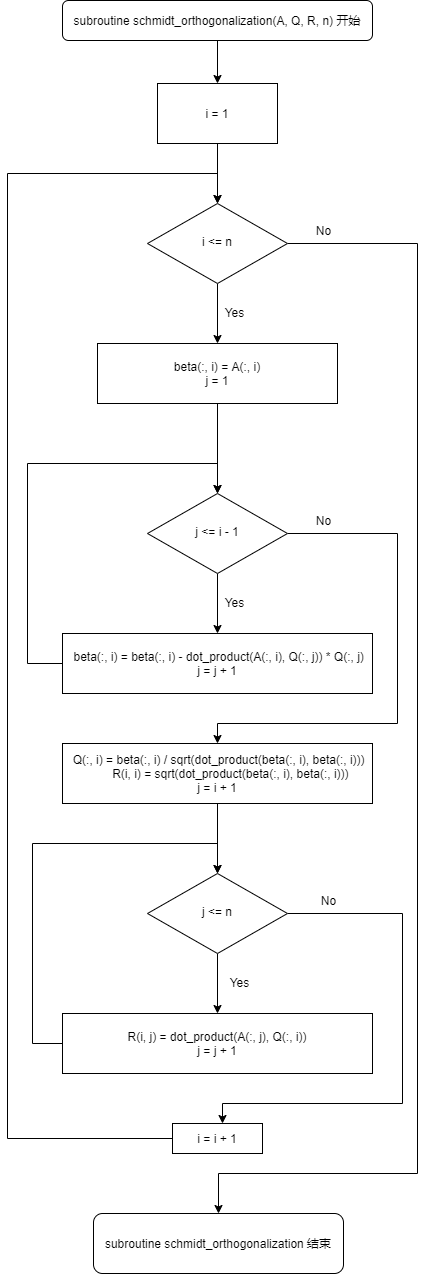 subroutine schmidt_orthogonalization(A, Q, R, n) 开始
i = 1
i <= n
No
Yes
beta(:, i) = A(:, i)
j = 1
j <= i - 1
No
Yes
beta(:, i) = beta(:, i) - dot_product(A(:, i), Q(:, j)) * Q(:, j)
j = j + 1
Q(:, i) = beta(:, i) / sqrt(dot_product(beta(:, i), beta(:, i)))
R(i, i) = sqrt(dot_product(beta(:, i), beta(:, i)))
j = i + 1
j <= n
No
Yes
R(i, j) = dot_product(A(:, j), Q(:, i))
j = j + 1
i = i + 1
subroutine schmidt_orthogonalization 结束